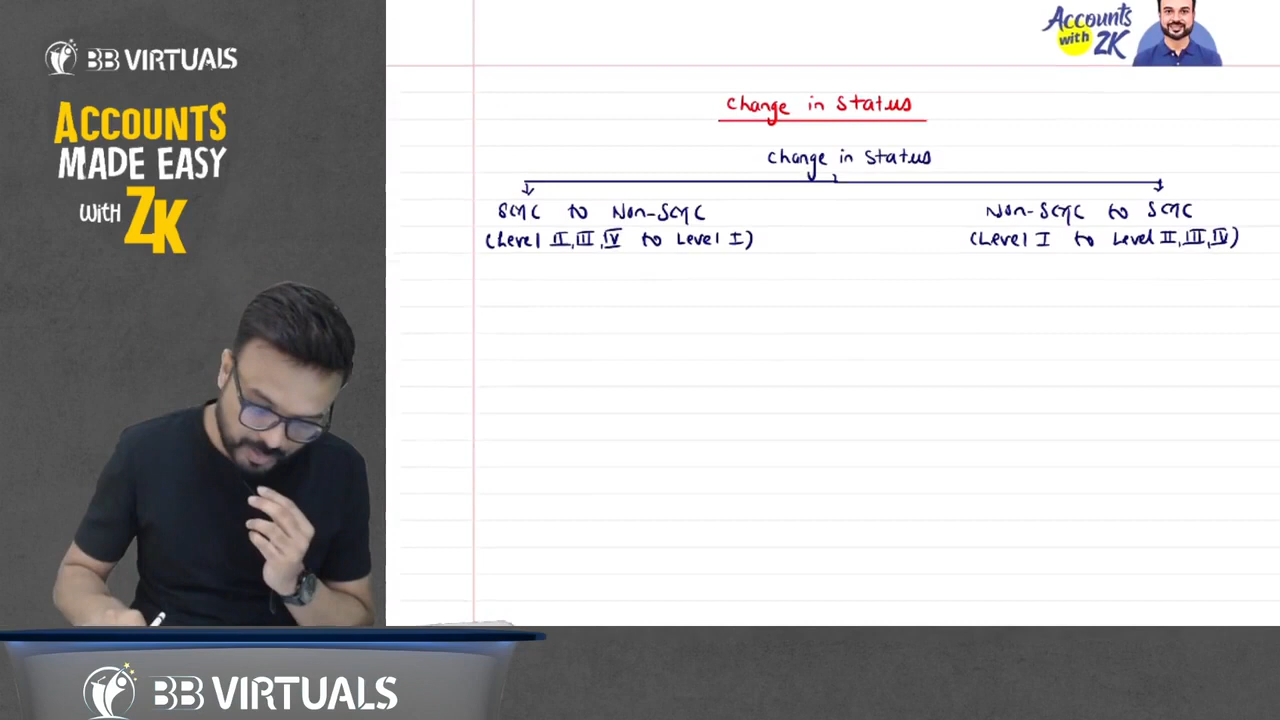 BB VIRTUALS
ACCOUNTS
MADE EASY
with ZK
Accounts
with ZK
Change in Status
Change in Status
SMC to Non-SMC
(Level II, III, IV to Level I)
Non-SMC to SMC
(Level I to Level II, III, IV)
BB VIRTUALS